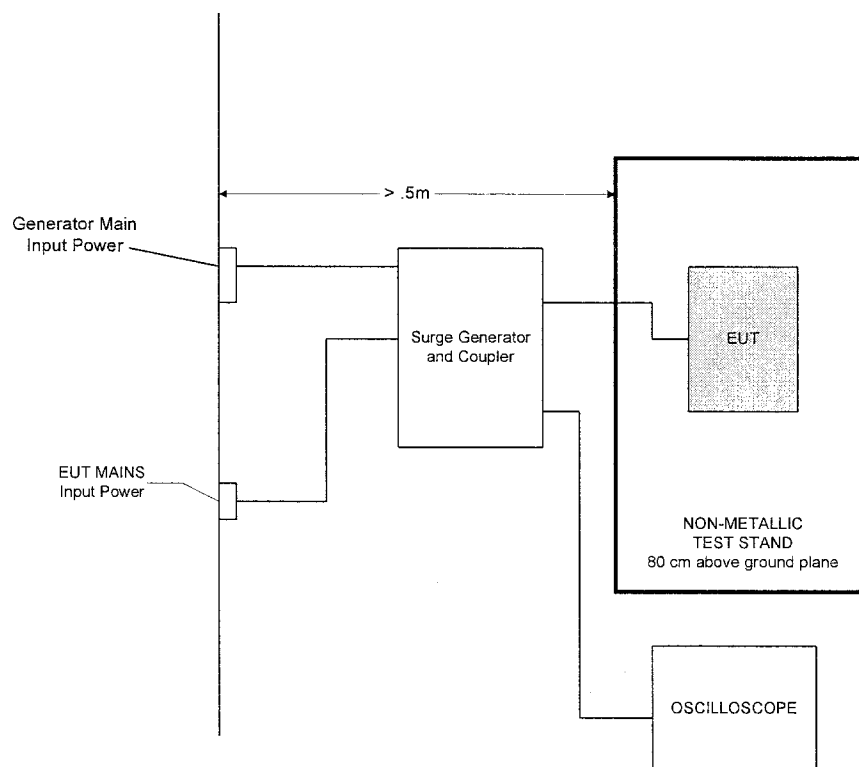 > .5m
Generator Main
Input Power
Surge Generator
and Coupler
EUT
EUT MAINS
Input Power
NON-METALLIC
TEST STAND
80 cm above ground plane
OSCILLOSCOPE